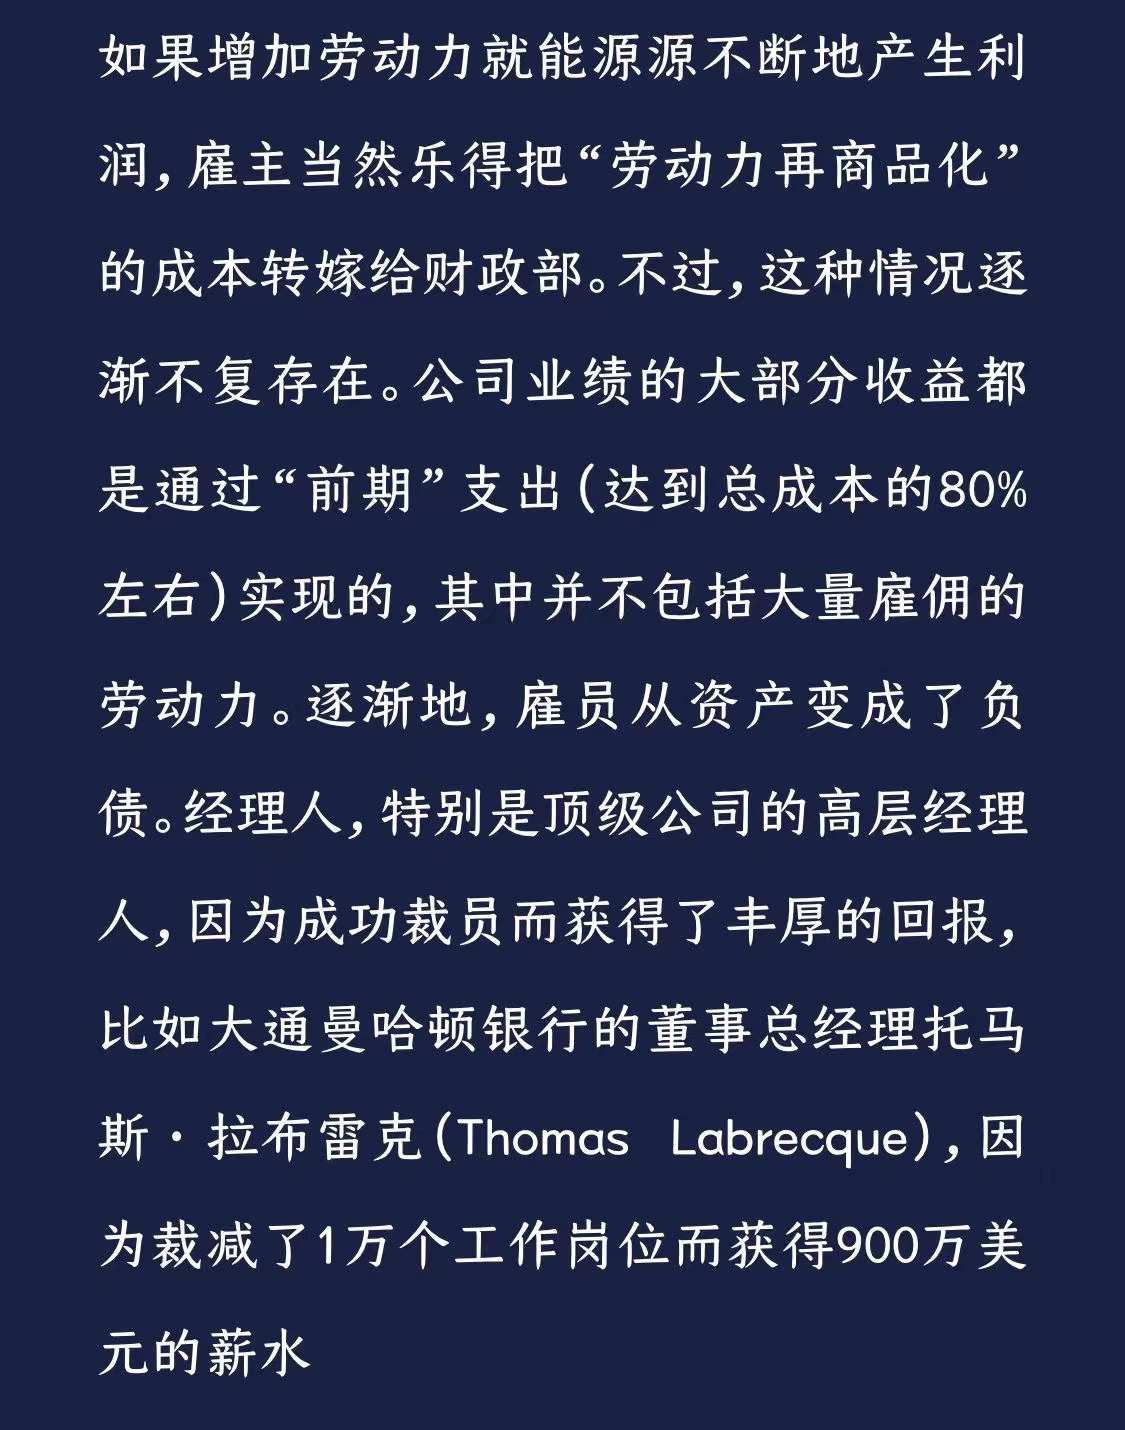 如果增加劳动力就能源源不断地产生利
润，雇主当然乐得把“劳动力再商品化”
的成本转嫁给财政部。不过，这种情况逐
渐不复存在。公司业绩的大部分收益都
是通过“前期”支出（达到总成本的80%
左右）实现的，其中并不包括大量雇佣的
劳动力。逐渐地，雇员从资产变成了负
债。经理人，特别是顶级公司的高层经理
人，因为成功裁员而获得了丰厚的回报，
比如大通曼哈顿银行的董事总经理托马
斯·拉布雷克（Thomas Labrecque），因
为裁减了1万个工作岗位而获得900万美
元的薪水